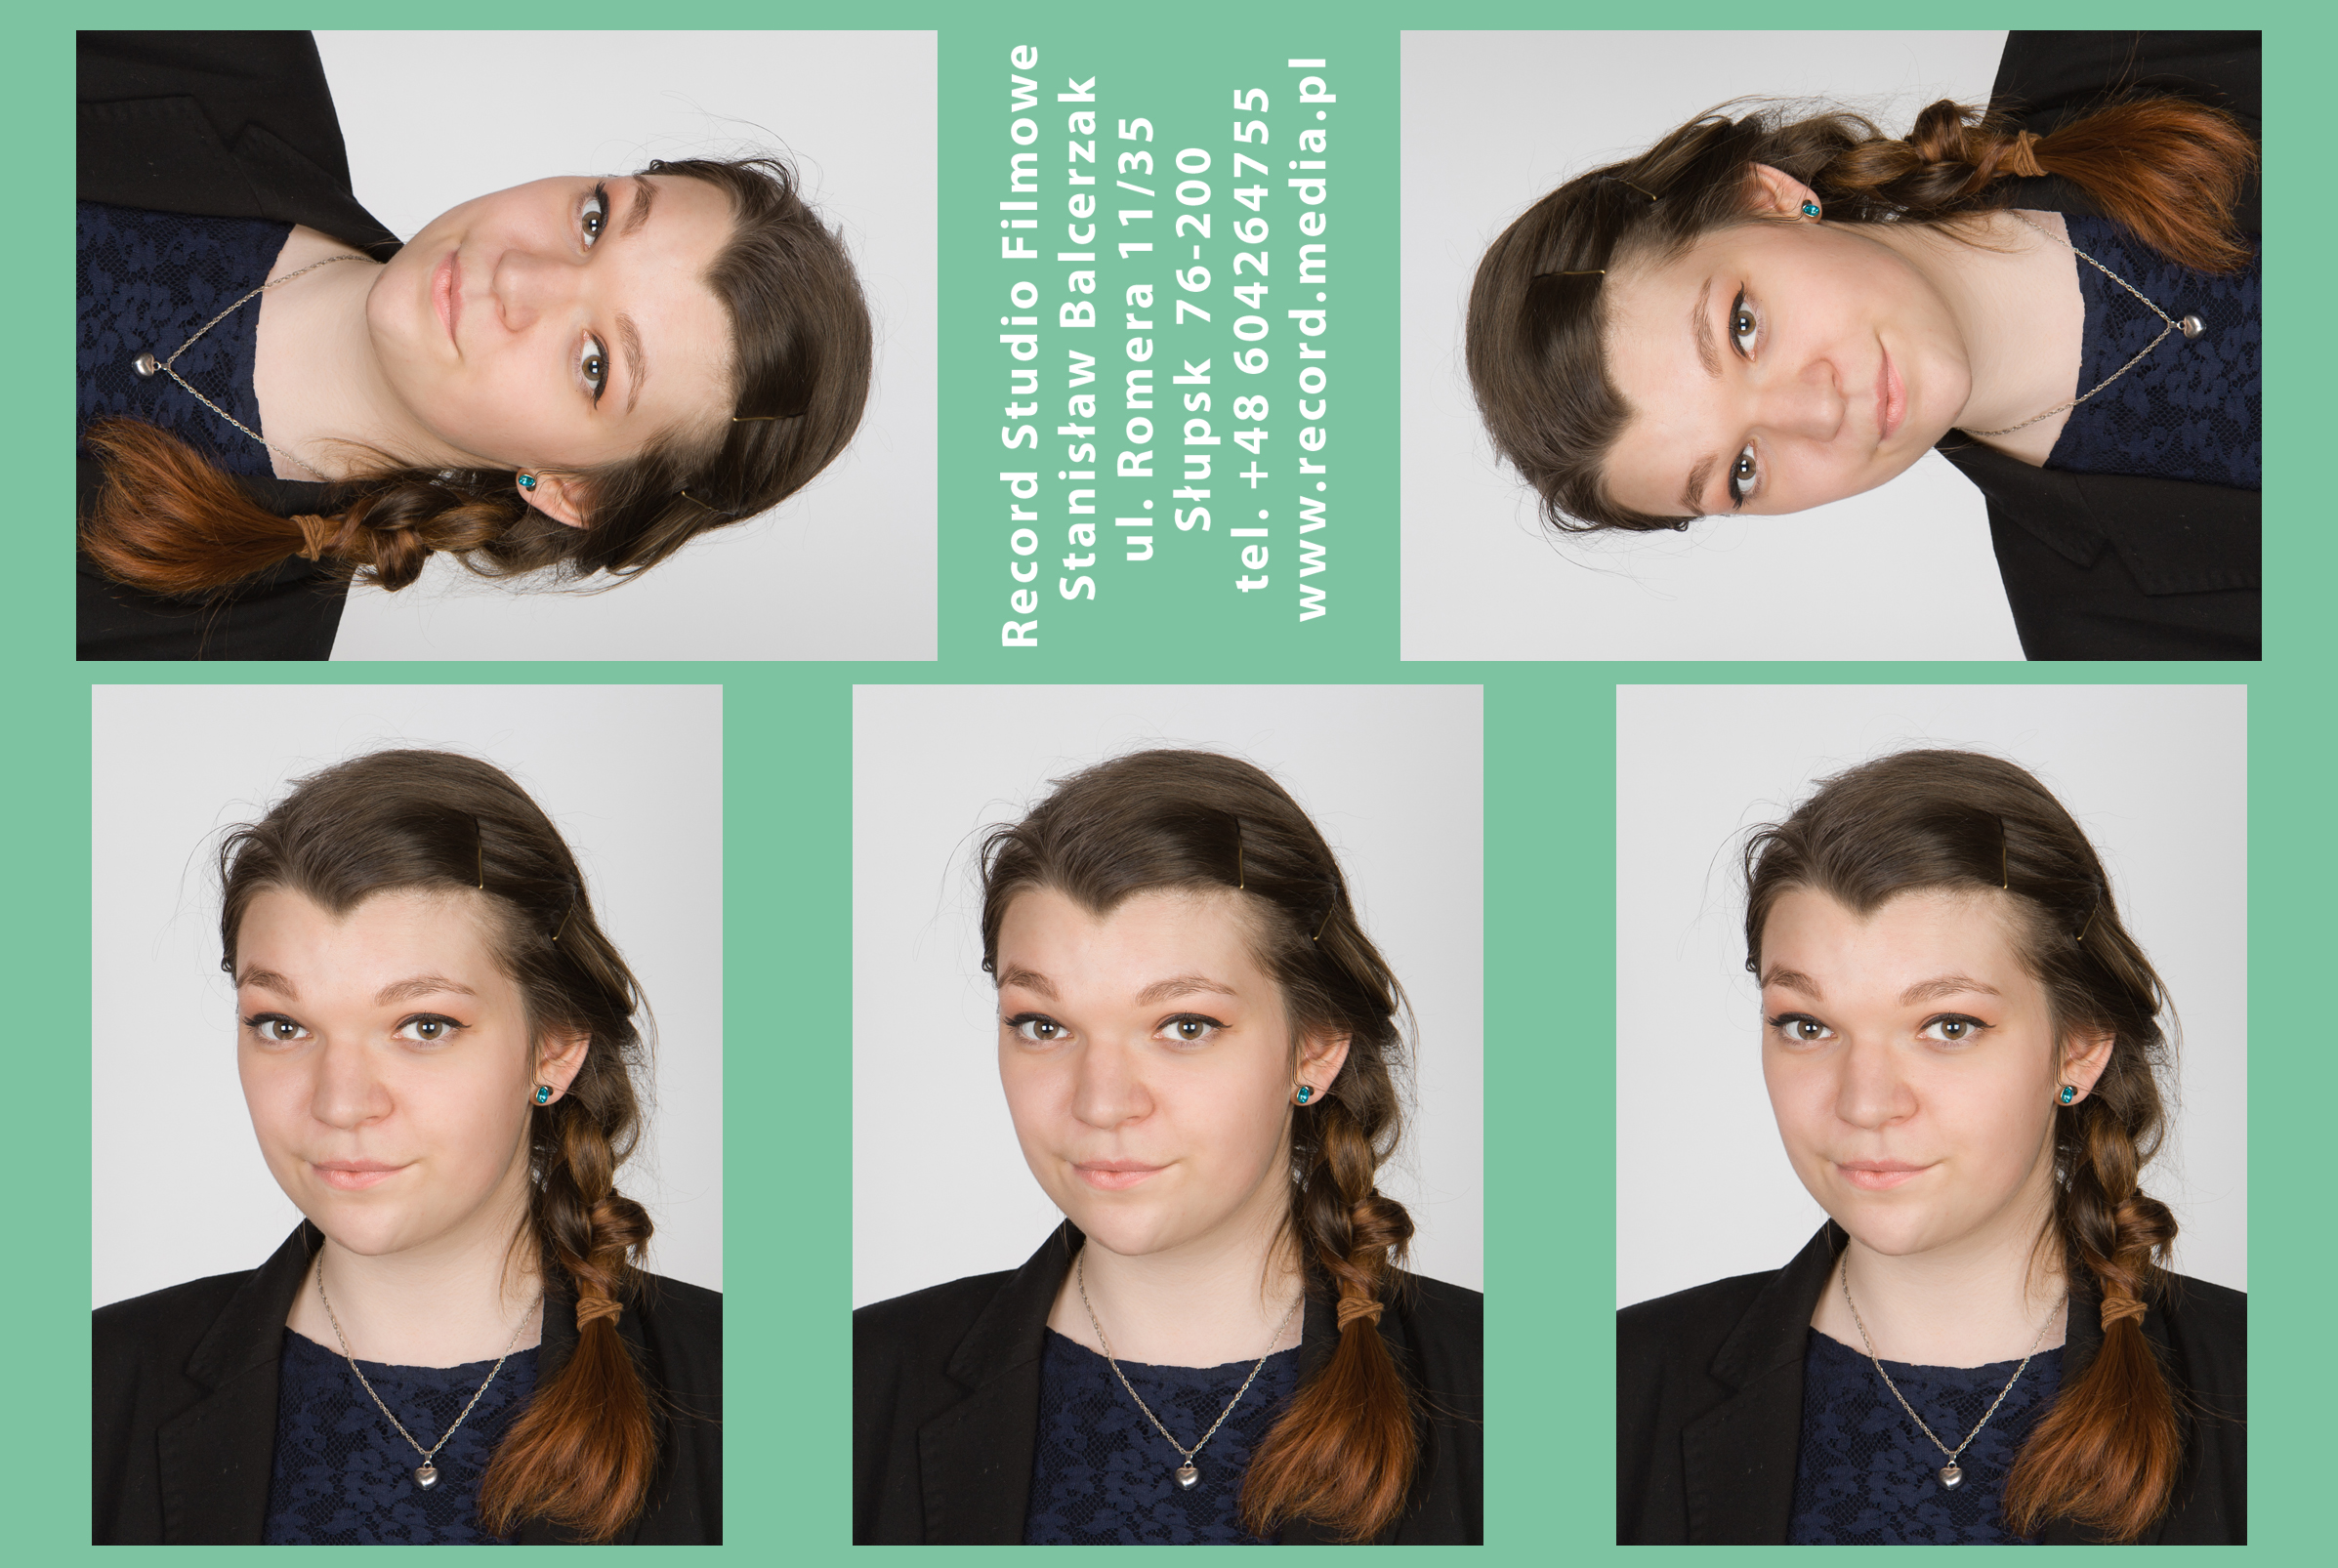 Record Studio Filmowe
Stanisław Balcerzak
ul. Romera 11/35
Słupsk 76-200
tel. +48 604264755
www.record.media.pl